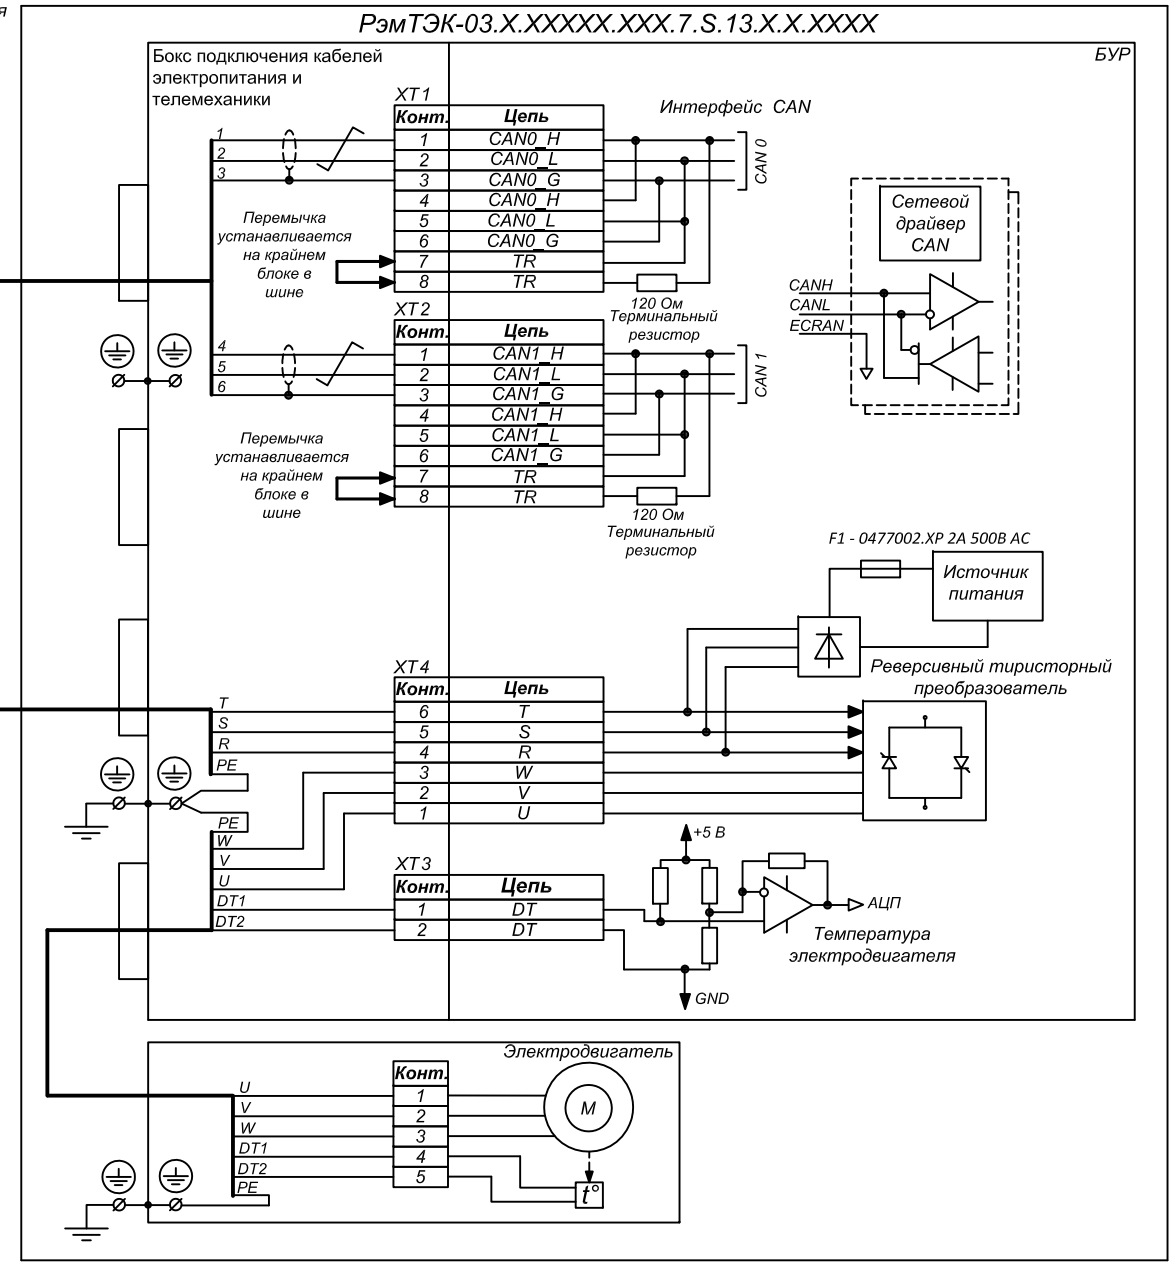 я
РэмТЭК-03.X.XXXXX.XXX.7.S.13.X.X.XXXX
Бокс подключения кабелей
электропитания и
телемеханики
БУР
XT1
Конт. Цепь
1 CAN0_H
2 CAN0_L
3 CAN0_G
4 CAN0_H
5 CAN0_L
6 CAN0_G
7 TR
8 TR
1
2
3
Перемычка
устанавливается
на крайнем
блоке в
шине
Интерфейс CAN
CAN 0
120 Ом
Терминальный
резистор
Сетевой
драйвер
CAN
CANH
CANL
ECRAN
XT2
Конт. Цепь
1 CAN1_H
2 CAN1_L
3 CAN1_G
4 CAN1_H
5 CAN1_L
6 CAN1_G
7 TR
8 TR
4
5
6
Перемычка
устанавливается
на крайнем
блоке в
шине
CAN 1
120 Ом
Терминальный
резистор
F1 - 0477002.XP 2A 500B AC
Источник
питания
Реверсивный тиристорный
преобразователь
XT4
Конт. Цепь
6 T
5 S
4 R
3 W
2 V
1 U
T
S
R
PE
PE
W
V
U
DT1
DT2
XT3
Конт. Цепь
1 DT
2 DT
+5 В
GND
АЦП
Температура
электродвигателя
Электродвигатель
Конт.
1
2
3
4
5
U
V
W
DT1
DT2
PE
M
t°